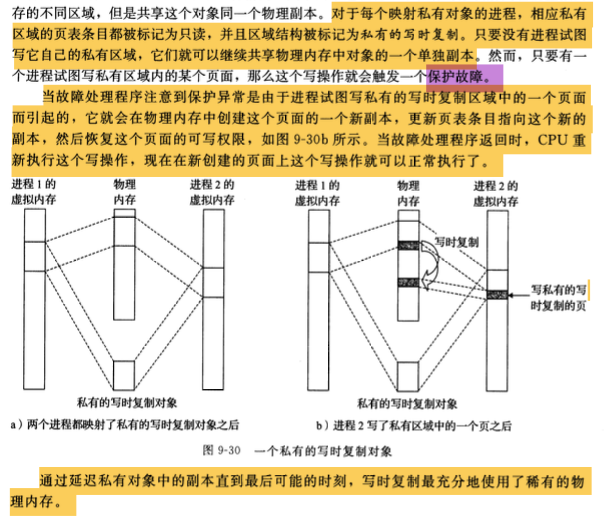 存的不同区域，但是共享这个对象同一个物理副本。对于每个映射私有对象的进程，相应私有
区域的页表条目都被标记为只读，并且区域结构被标记为私有的写时复制。只要没有进程试图
写它自己的私有区域，它们就可以继续共享物理内存中对象的一个单独副本。然而，只要有一
个进程试图写私有区域内的某个页面，那么这个写操作就会触发一个保护故障。
当故障处理程序注意到保护异常是由于进程试图写私有的写时复制区域中的一个页面
而引起的，它就会在物理内存中创建这个页面的一个新副本，更新页表条目指向这个新的
副本，然后恢复这个页面的可写权限，如图 9-30b 所示。当故障处理程序返回时，CPU 重
新执行这个写操作，现在在新创建的页面上这个写操作就可以正常执行了。
进程 1 的
虚拟内存
物理
内存
进程 2 的
虚拟内存
私有的写时复制对象
a）两个进程都映射了私有的写时复制对象之后
进程 1 的
虚拟内存
物理
内存
进程 2 的
虚拟内存
写时复制
写私有的写
时复制的页
私有的写时复制对象
b）进程 2 写了私有区域中的一个页之后
图 9-30 一个私有的写时复制对象
通过延迟私有对象中的副本直到最后可能的时刻，写时复制最充分地使用了稀有的物
理内存。